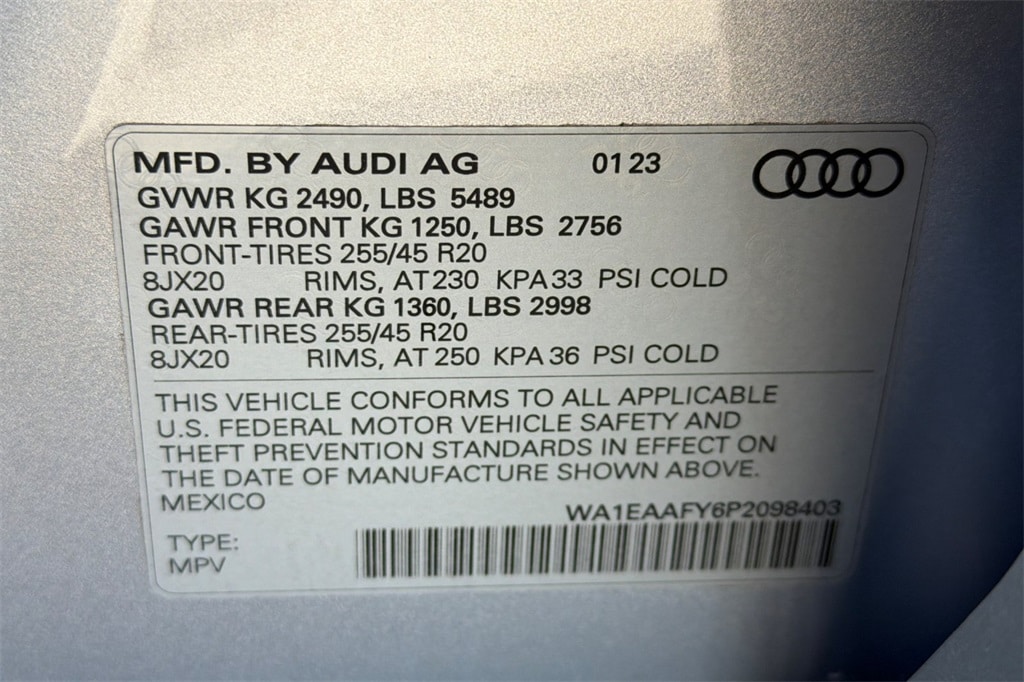 MFD. BY AUDI AG 01 23
GVWR KG 2490, LBS 5489
GAWR FRONT KG 1250, LBS 2756
FRONT-TIRES 255/45 R20
8JX20 RIMS, AT 230 KPA 33 PSI COLD
GAWR REAR KG 1360, LBS 2998
REAR-TIRES 255/45 R20
8JX20 RIMS, AT 250 KPA 36 PSI COLD
THIS VEHICLE CONFORMS TO ALL APPLICABLE
U.S. FEDERAL MOTOR VEHICLE SAFETY AND
THEFT PREVENTION STANDARDS IN EFFECT ON
THE DATE OF MANUFACTURE SHOWN ABOVE.
MEXICO
WA1EAAFY6P2098403
TYPE:
MPV